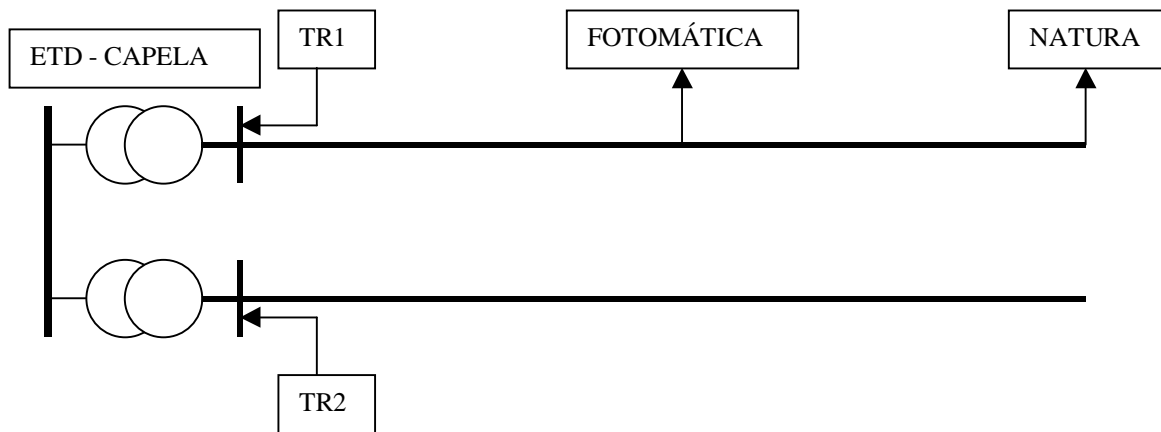 ETD - CAPELA
TR1
FOTOMÁTICA
NATURA
TR2